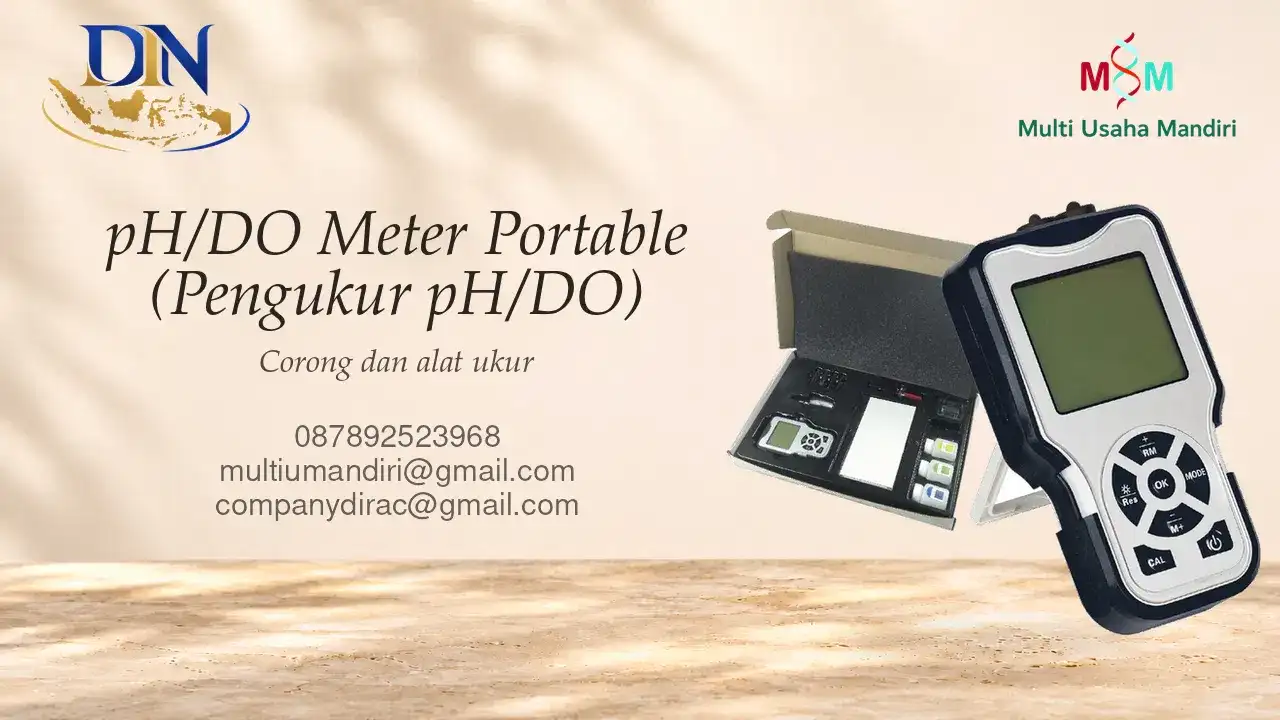 DN
M M
Multi Usaha Mandiri
pH/DO Meter Portable
(Pengukur pH/DO)
Corong dan alat ukur
087892523968
multiumandiri@gmail.com
companydirac@gmail.com
+
RM
MODE
OK
Res
-
M+
CAL